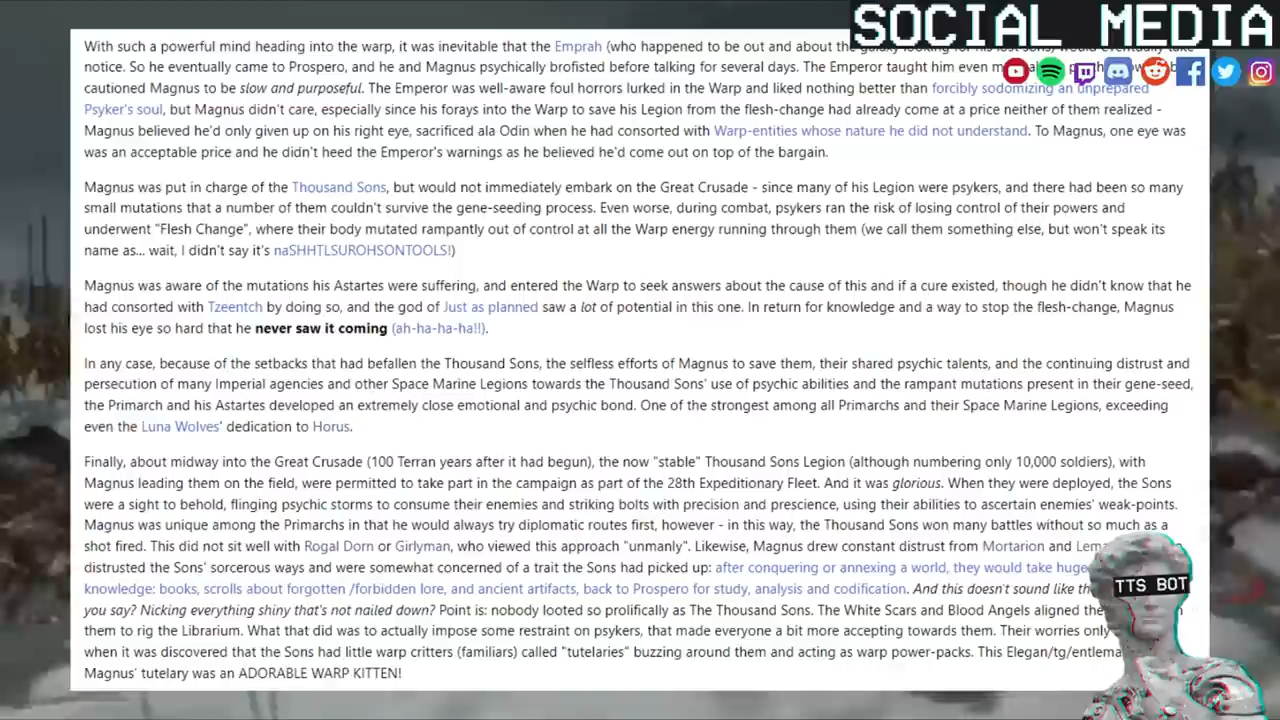 SOCIAL MEDIA
With such a powerful mind heading into the warp, it was inevitable that the Emprah (who happened to be out and about the galaxy looking for his lost sons) would eventually take
notice. So he eventually came to Prospero, and he and Magnus psychically brofisted before talking for several days. The Emperor taught him even
cautioned Magnus to be slow and purposeful. The Emperor was well-aware foul horrors lurked in the Warp and liked nothing better than forcibly sodomizing an unprepared
Psyker's soul, but Magnus didn't care, especially since his forays into the Warp to save his Legion from the flesh-change had already come at a price neither of them realized -
Magnus believed he'd only given up on his right eye, sacrificed ala Odin when he had consorted with Warp-entities whose nature he did not understand. To Magnus, one eye was
was an acceptable price and he didn't heed the Emperor's warnings as he believed he'd come out on top of the bargain.
Magnus was put in charge of the Thousand Sons, but would not immediately embark on the Great Crusade - since many of his Legion were psykers, and there had been so many
small mutations that a number of them couldn't survive the gene-seeding process. Even worse, during combat, psykers ran the risk of losing control of their powers and
underwent "Flesh Change", where their body mutated rampantly out of control at all the Warp energy running through them (we call them something else, but won't speak its
name as... wait, I didn't say it's naSHHTLSUROHSONTOOLS!)
Magnus was aware of the mutations his Astartes were suffering, and entered the Warp to seek answers about the cause of this and if a cure existed, though he didn't know that he
had consorted with Tzeentch by doing so, and the god of Just as planned saw a lot of potential in this one. In return for knowledge and a way to stop the flesh-change, Magnus
lost his eye so hard that he never saw it coming (ah-ha-ha-ha!!).
In any case, because of the setbacks that had befallen the Thousand Sons, the selfless efforts of Magnus to save them, their shared psychic talents, and the continuing distrust and
persecution of many Imperial agencies and other Space Marine Legions towards the Thousand Sons' use of psychic abilities and the rampant mutations present in their gene-seed,
the Primarch and his Astartes developed an extremely close emotional and psychic bond. One of the strongest among all Primarchs and their Space Marine Legions, exceeding
even the Luna Wolves' dedication to Horus.
Finally, about midway into the Great Crusade (100 Terran years after it had begun), the now "stable" Thousand Sons Legion (although numbering only 10,000 soldiers), with
Magnus leading them on the field, were permitted to take part in the campaign as part of the 28th Expeditionary Fleet. And it was glorious. When they were deployed, the Sons
were a sight to behold, flinging psychic storms to consume their enemies and striking bolts with precision and prescience, using their abilities to ascertain enemies' weak-points.
Magnus was unique among the Primarchs in that he would always try diplomatic routes first, however - in this way, the Thousand Sons won many battles without so much as a
shot fired. This did not sit well with Rogal Dorn or Girlyman, who viewed this approach "unmanly". Likewise, Magnus drew constant distrust from Mortarion and
distrusted the Sons' sorcerous ways and were somewhat concerned of a trait the Sons had picked up: after conquering or annexing a world, they would take huge
knowledge: books, scrolls about forgotten /forbidden lore, and ancient artifacts, back to Prospero for study, analysis and codification. And this doesn't sound like
you say? Nicking everything shiny that's not nailed down? Point is: nobody looted so prolifically as The Thousand Sons. The White Scars and Blood Angels aligned
them to rig the Librarium. What that did was to actually impose some restraint on psykers, that made everyone a bit more accepting towards them. Their worries only
when it was discovered that the Sons had little warp critters (familiars) called "tutelaries" buzzing around them and acting as warp power-packs. This
Magnus' tutelary was an ADORABLE WARP KITTEN!
TTS BOT